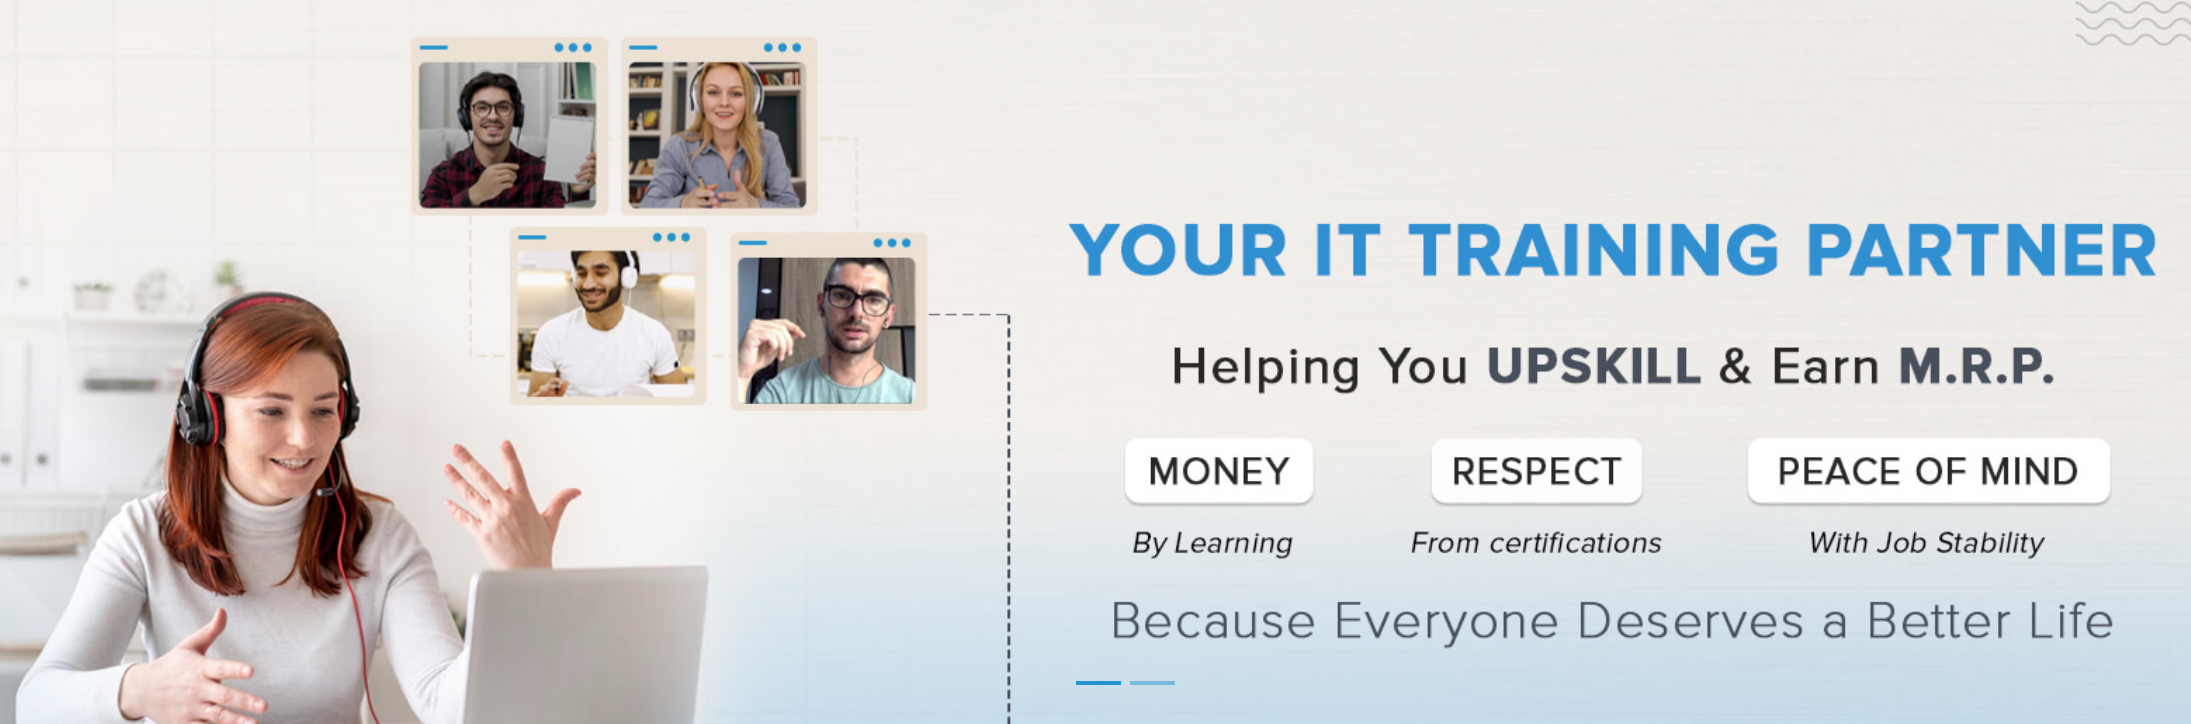 YOUR IT TRAINING PARTNER
Helping You UPSKILL & Earn M.R.P.
MONEY RESPECT PEACE OF MIND
By Learning From certifications With Job Stability
Because Everyone Deserves a Better Life